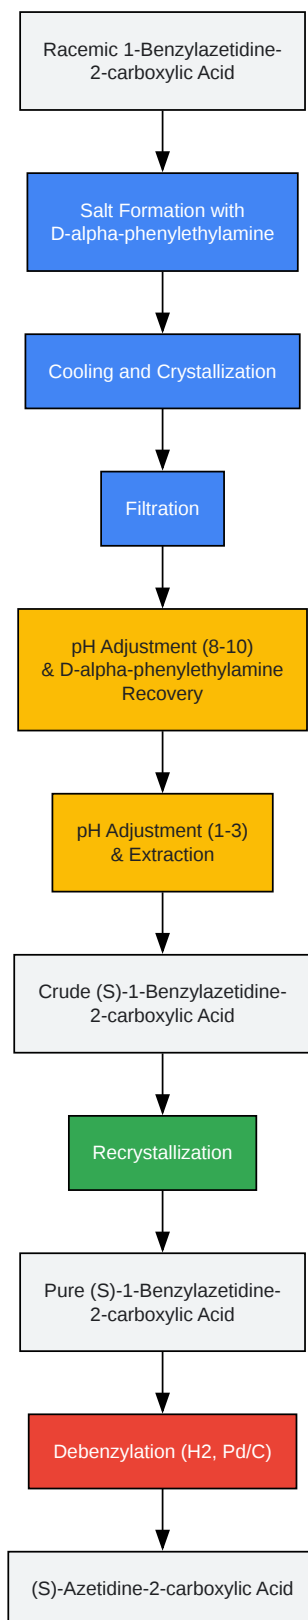 Racemic 1-Benzylazetidine-
2-carboxylic Acid
Salt Formation with
D-alpha-phenylethylamine
Cooling and Crystallization
Filtration
pH Adjustment (8-10)
& D-alpha-phenylethylamine
Recovery
pH Adjustment (1-3)
& Extraction
Crude (S)-1-Benzylazetidine-
2-carboxylic Acid
Recrystallization
Pure (S)-1-Benzylazetidine-
2-carboxylic Acid
Debenzylation (H2, Pd/C)
(S)-Azetidine-2-carboxylic Acid